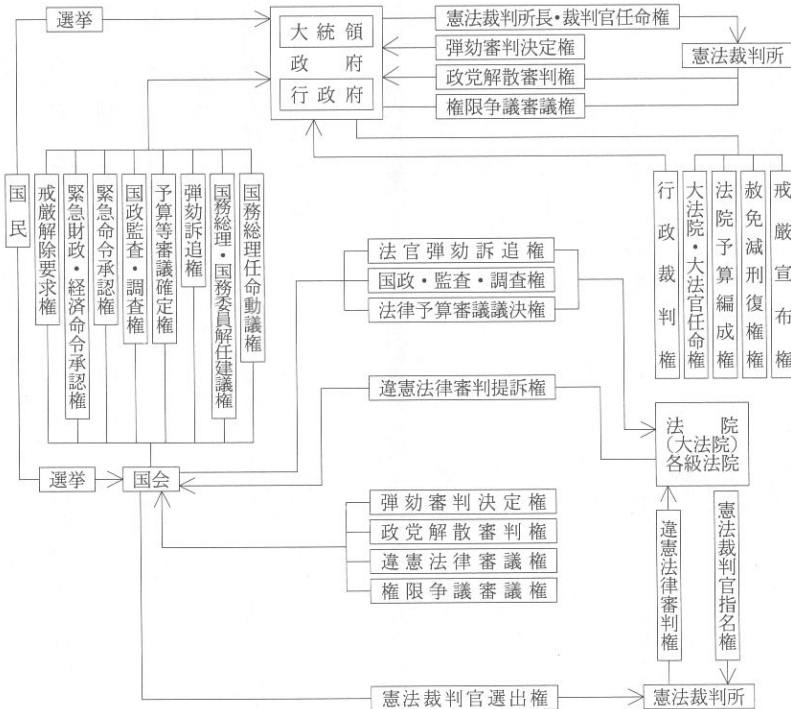 選挙
大統領
政府
行政府
憲法裁判所長・裁判官任命権
弾劾審判決定権
政党解散審判権
権限争議審議権
憲法裁判所
国民
戒厳解除要求権
緊急財政・経済命令承認権
緊急命令承認権
国政監査・調査権
予算等審議確定権
弾劾訴追権
国務総理・国務委員解任建議権
国務総理任命動議権
行政裁判権
大法院・大法官任命権
法院予算編成権
赦免減刑復権権
戒厳宣布権
法官弾劾訴追権
国政・監査・調査権
法律予算審議議決権
違憲法律審判提訴権
法院
(大法院)
各級法院
選挙
国会
弾劾審判決定権
政党解散審判権
違憲法律審議権
権限争議審議権
違憲法律審判権
憲法裁判官指名権
憲法裁判官選出権
憲法裁判所